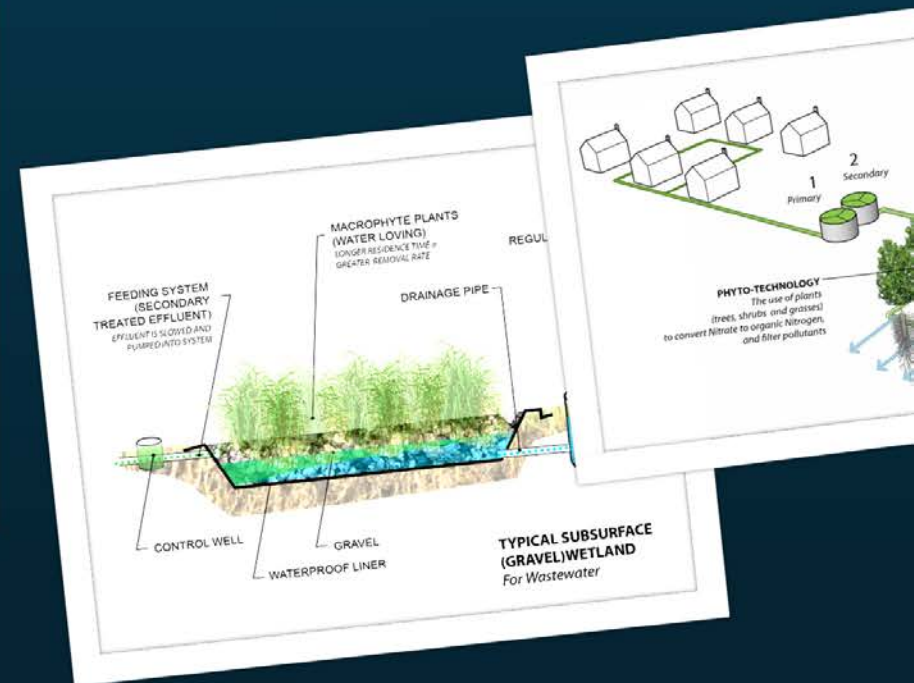 MACROPHYTE PLANTS
(WATER LOVING)
LONGER RESIDENCE TIME =
GREATER REMOVAL RATE
REGUL
FEEDING SYSTEM
(SECONDARY
TREATED EFFLUENT)
EFFLUENT IS SLOWED AND
PUMPED INTO SYSTEM
DRAINAGE PIPE
CONTROL WELL
GRAVEL
WATERPROOF LINER
TYPICAL SUBSURFACE
(GRAVEL)WETLAND
For Wastewater
1
Primary
2
Secondary
PHYTO-TECHNOLOGY
The use of plants
(trees, shrubs and grasses)
to convert Nitrate to organic Nitrogen,
and filter pollutants